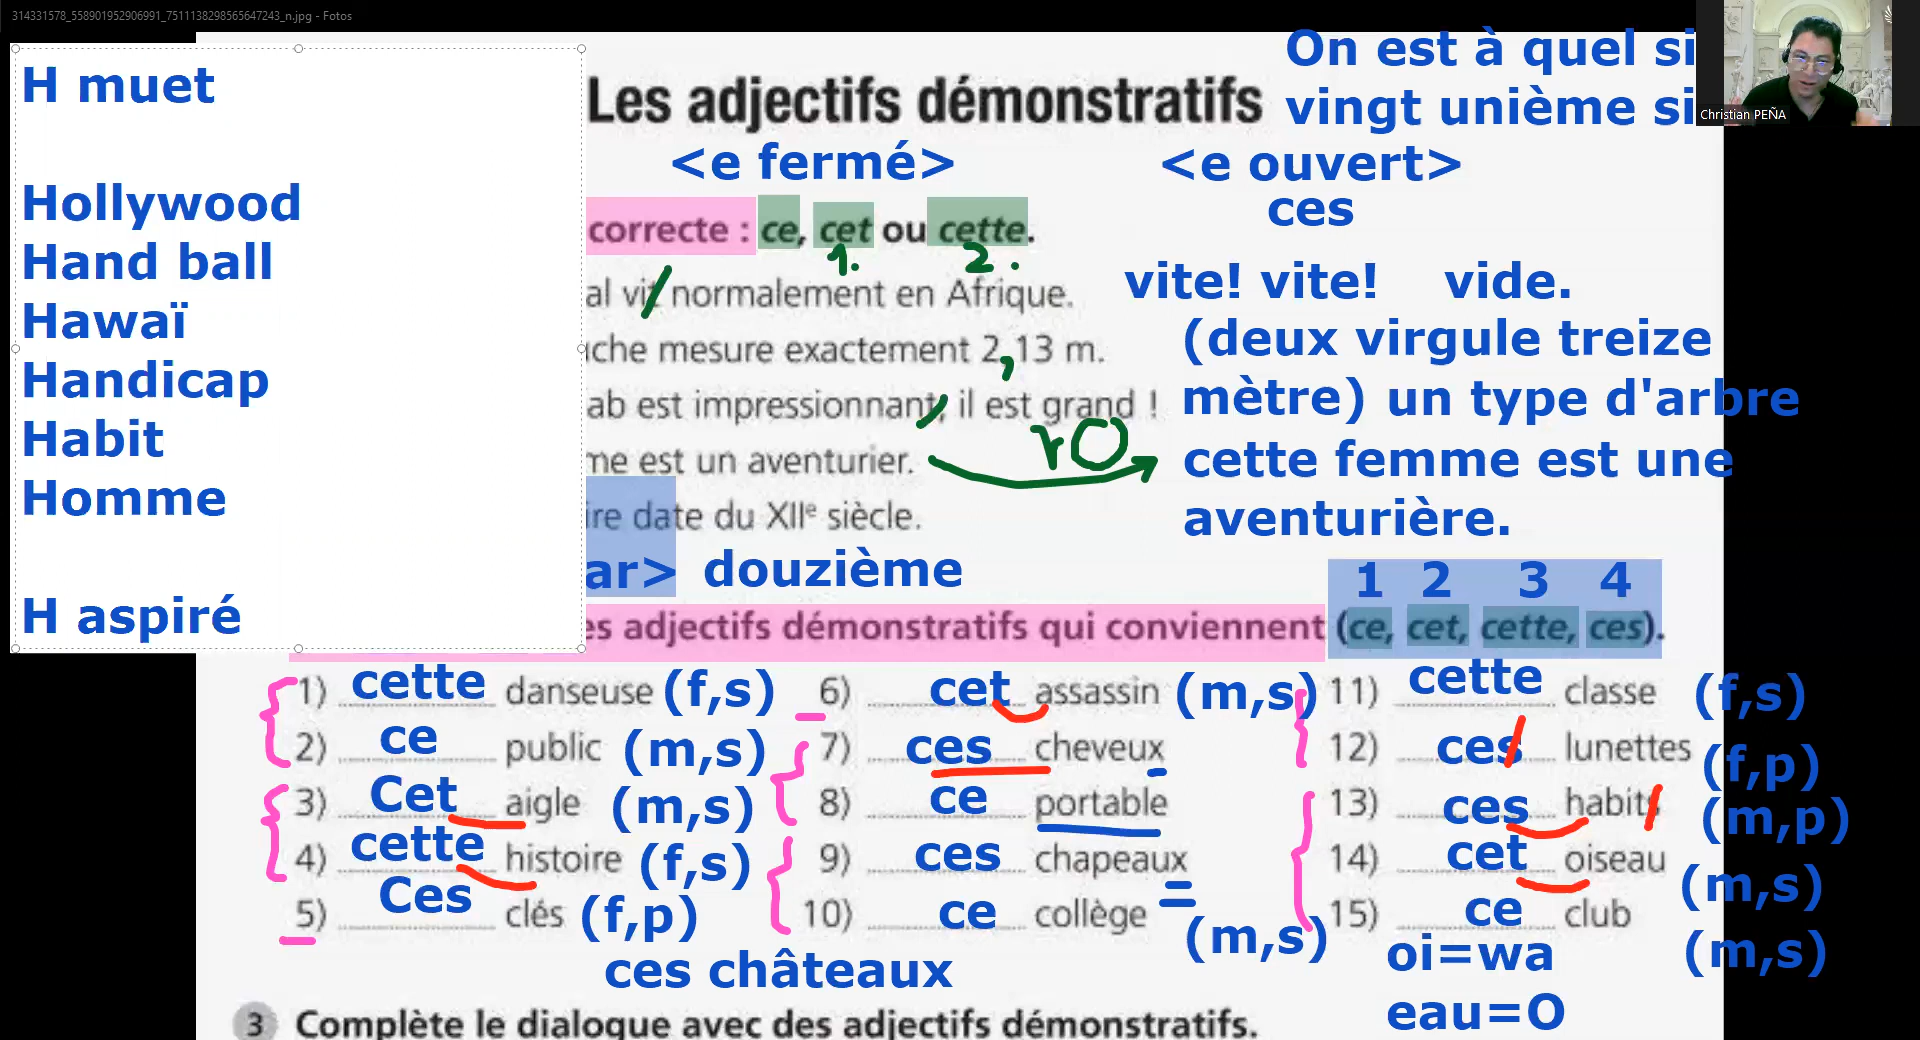 314331578_558901952906991_7511138298565647243_n.jpg - Fotos
H muet
Hollywood
Hand ball
Hawaï
Handicap
Habit
Homme
H aspiré
On est à quel si
vingt unième si
Christian PEÑA
Les adjectifs démonstratifs
<e fermé>
<e ouvert>
ces
correcte : ce, cet ou cette.
1. 2.
al vit normalement en Afrique.
vite! vite! vide.
che mesure exactement 2,13 m.
(deux virgule treize
mètre) un type d'arbre
ab est impressionnant, il est grand !
rO
me est un aventurier.
cette femme est une
aventurière.
ire date du XIIe siècle.
ar> douzième
1 2 3 4
es adjectifs démonstratifs qui conviennent (ce, cet, cette, ces).
1) cette danseuse (f,s)
2) ce public (m,s)
3) Cet aigle (m,s)
4) cette histoire (f,s)
5) Ces clés (f,p)
ces châteaux
6) cet assassin (m,s)
7) ces cheveux
8) ce portable
9) ces chapeaux
10) ce collège (m,s)
11) cette classe (f,s)
12) ces lunettes (f,p)
13) ces habits (m,p)
14) cet oiseau (m,s)
15) ce club (m,s)
oi=wa
eau=O
3 Complète le dialogue avec des adjectifs démonstratifs.